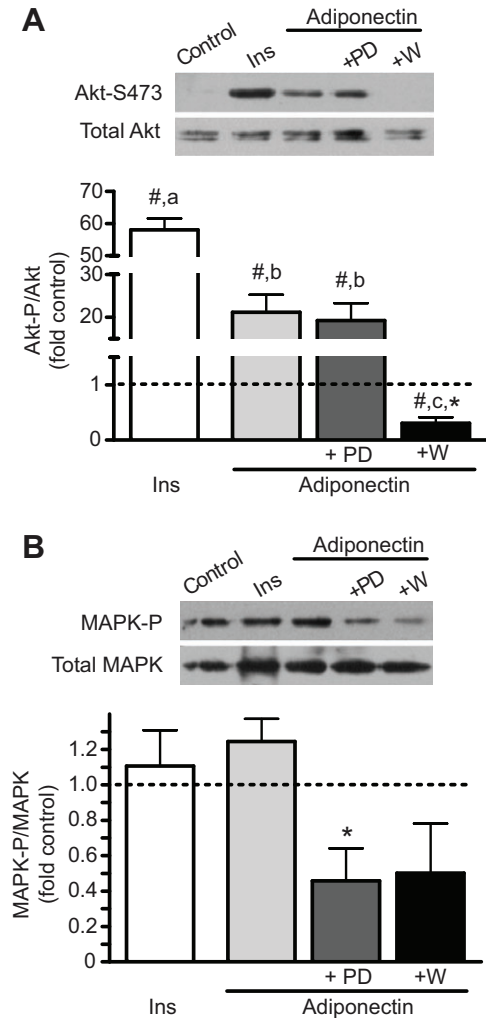 A
Adiponectin
Control Ins +PD +W
Akt-S473
Total Akt
Akt-P/Akt
(fold control)
70
60
50
30
20
1
0
#,a
#,b
#,b
#,c,*
+ PD +W
Ins Adiponectin
B
Adiponectin
Control Ins +PD +W
MAPK-P
Total MAPK
MAPK-P/MAPK
(fold control)
1.2
1.0
0.8
0.6
0.4
0.2
0
*
+ PD +W
Ins Adiponectin